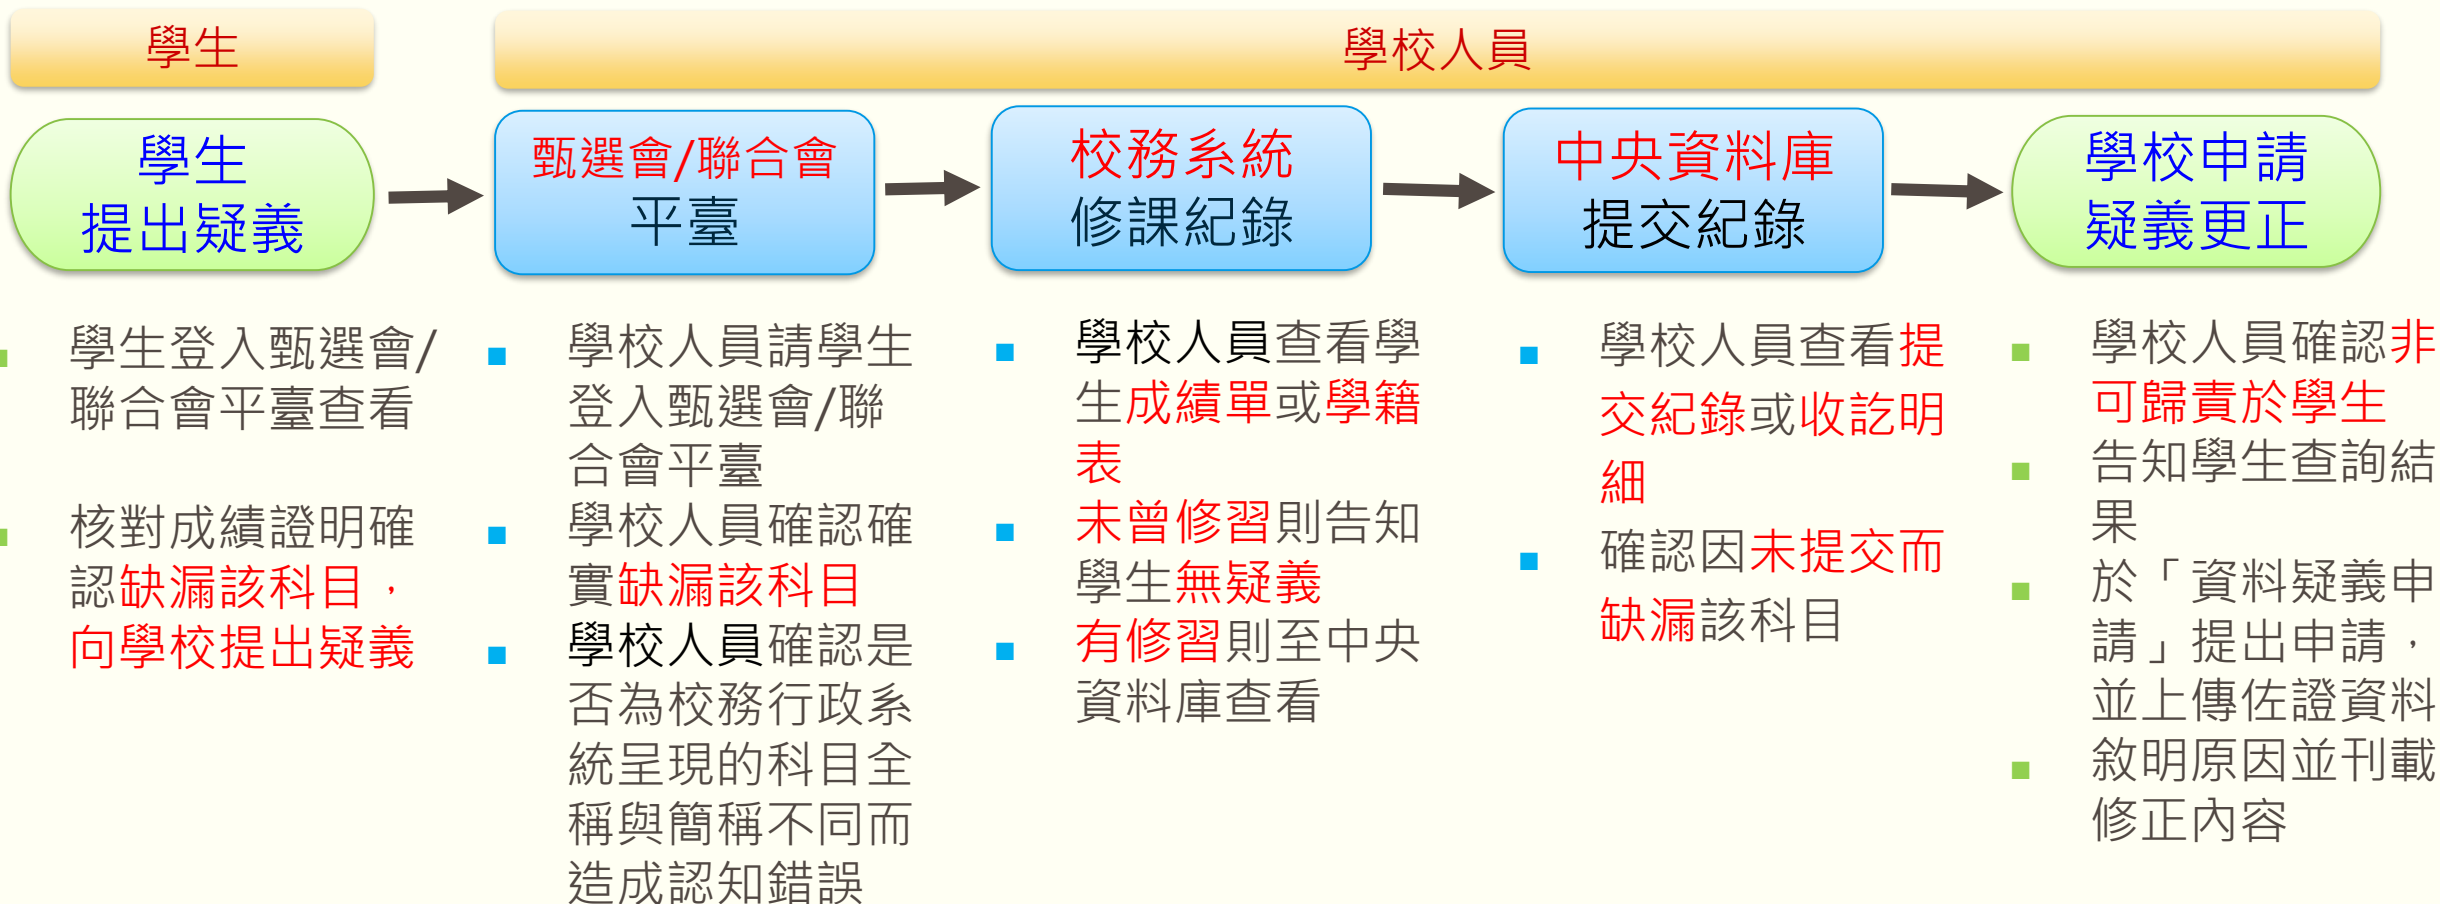 學生
學校人員
學生
提出疑義
甄選會/聯合會
平臺
校務系統
修課紀錄
中央資料庫
提交紀錄
學校申請
疑義更正
學生登入甄選會/
聯合會平臺查看
核對成績證明確
認缺漏該科目，
向學校提出疑義
學校人員請學生
登入甄選會/聯
合會平臺
學校人員確認確
實缺漏該科目
學校人員確認是
否為校務行政系
統呈現的科目全
稱與簡稱不同而
造成認知錯誤
學校人員查看學
生成績單或學籍
表
未曾修習則告知
學生無疑義
有修習則至中央
資料庫查看
學校人員查看提
交紀錄或收訖明
細
確認因未提交而
缺漏該科目
學校人員確認非
可歸責於學生
告知學生查詢結
果
於「資料疑義申
請」提出申請，
並上傳佐證資料
敘明原因並刊載
修正內容